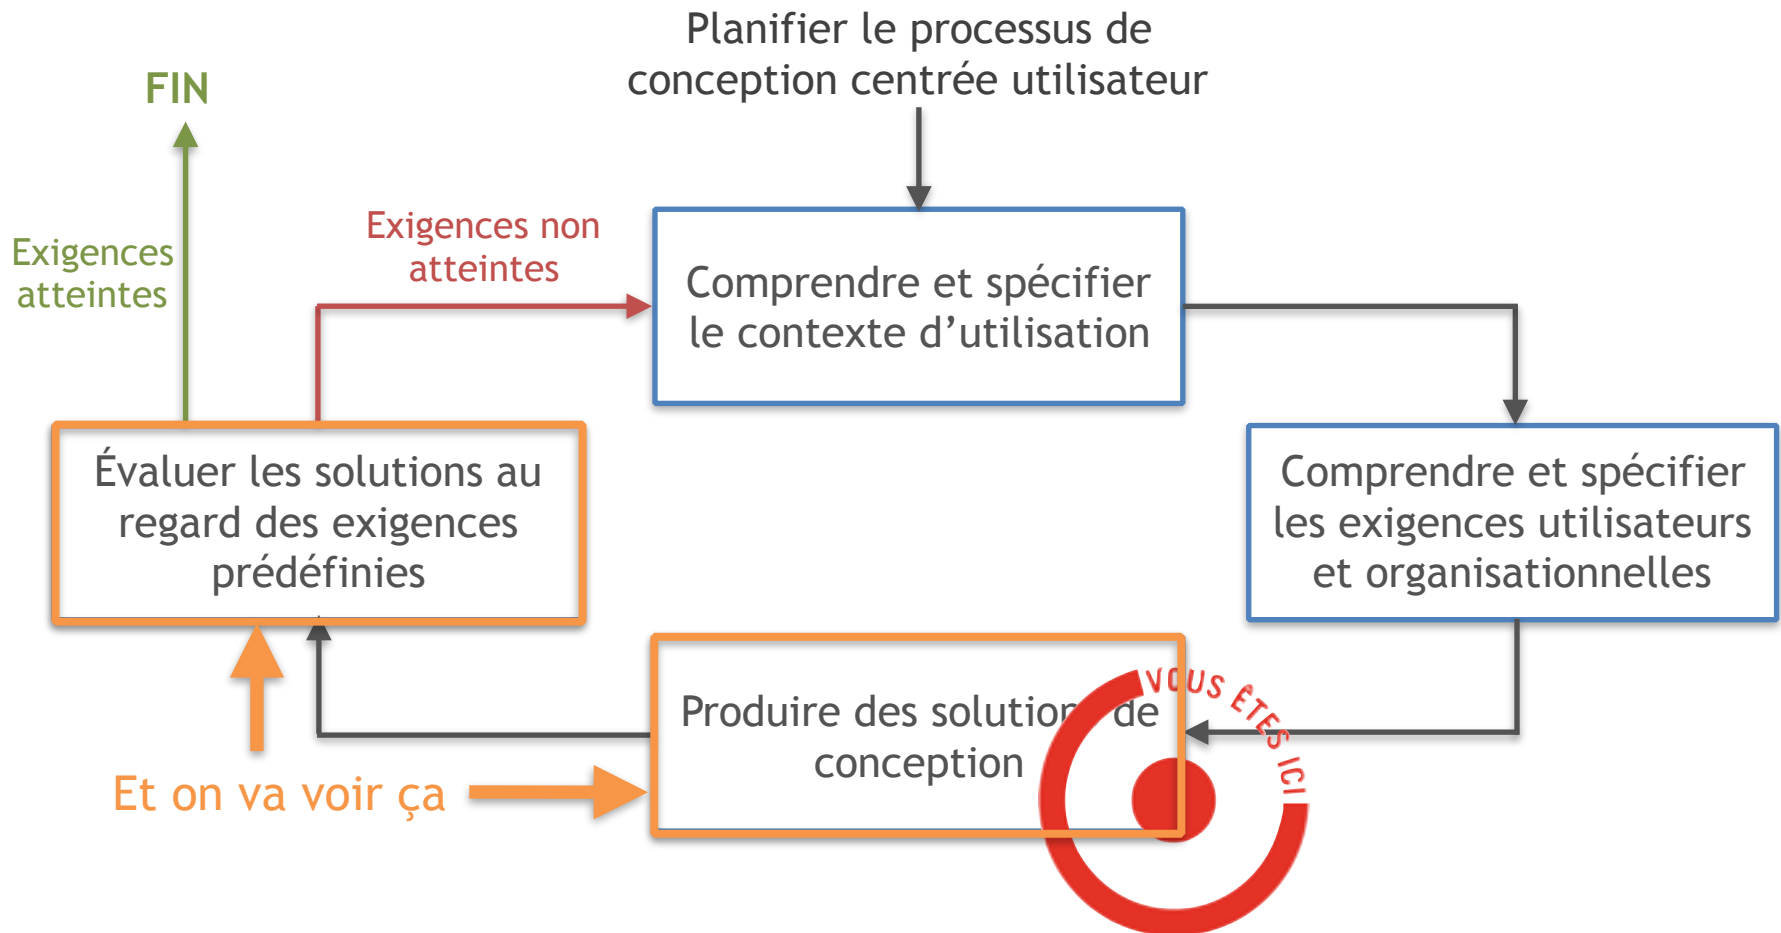 Planifier le processus de
conception centrée utilisateur
FIN
Exigences
atteintes
Exigences non
atteintes
Comprendre et spécifier
le contexte d’utilisation
Comprendre et spécifier
les exigences utilisateurs
et organisationnelles
Évaluer les solutions au
regard des exigences
prédéfinies
Produire des solutions de
conception
VOUS ÊTES ICI
Et on va voir ça